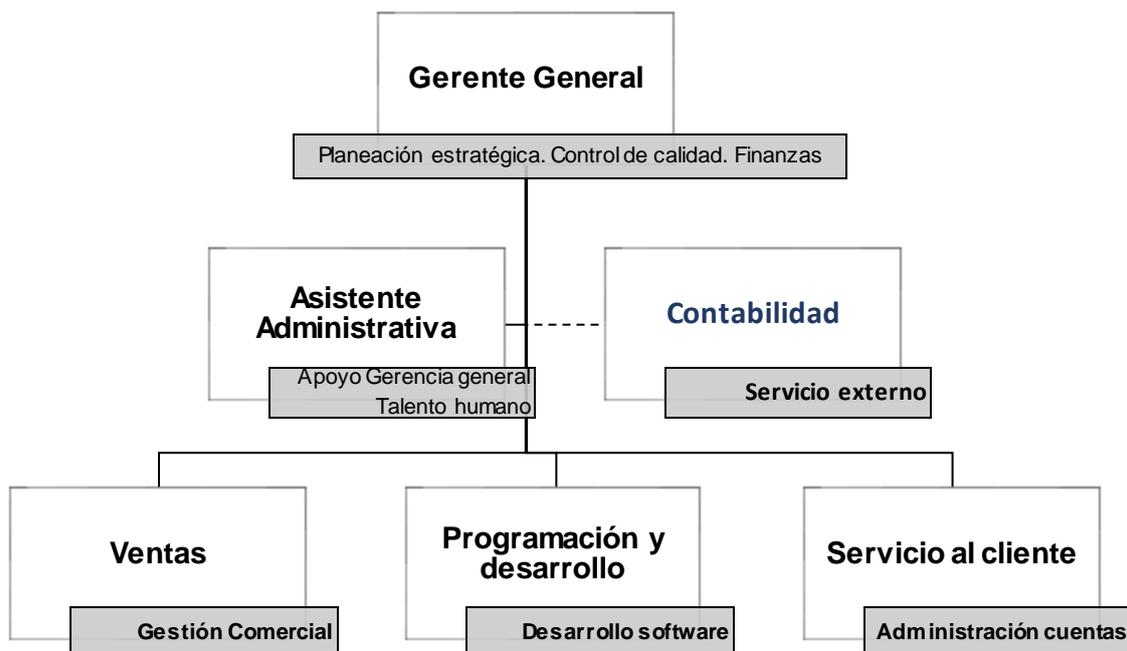 Gerente General
Planeación estratégica. Control de calidad. Finanzas
Asistente
Administrativa
Apoyo Gerencia general
Talento humano
Contabilidad
Servicio externo
Ventas
Gestión Comercial
Programación y
desarrollo
Desarrollo software
Servicio al cliente
Administración cuentas